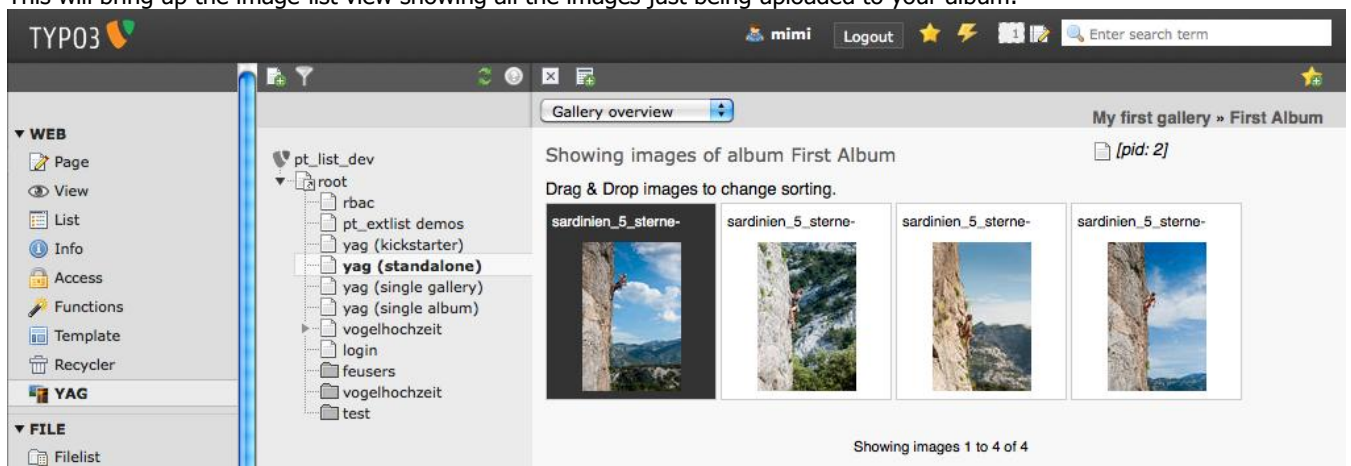 This will bring up the image list view showing all the images just being uploaded to your album:
TYPO3
mimi
Logout
1
Enter search term
Gallery overview
My first gallery » First Album
[pid: 2]
WEB
Page
View
List
Info
Access
Functions
Template
Recycler
YAG
FILE
Filelist
pt_list_dev
root
rbac
pt_extlist demos
yag (kickstarter)
yag (standalone)
yag (single gallery)
yag (single album)
vogelhochzeit
login
feusers
vogelhochzeit
test
Showing images of album First Album
Drag & Drop images to change sorting.
sardinien_5_sterne-
sardinien_5_sterne-
sardinien_5_sterne-
sardinien_5_sterne-
Showing images 1 to 4 of 4